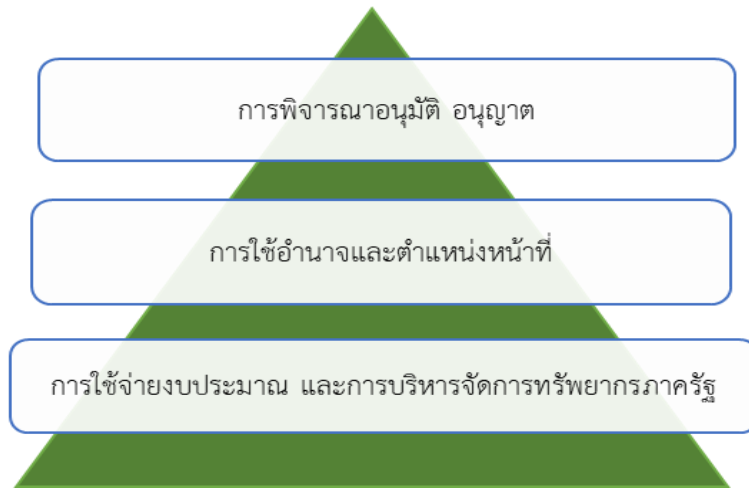 การพิจารณาอนุมัติ อนุญาต
การใช้อำนาจและตำแหน่งหน้าที่
การใช้จ่ายงบประมาณ และการบริหารจัดการทรัพยากรภาครัฐ